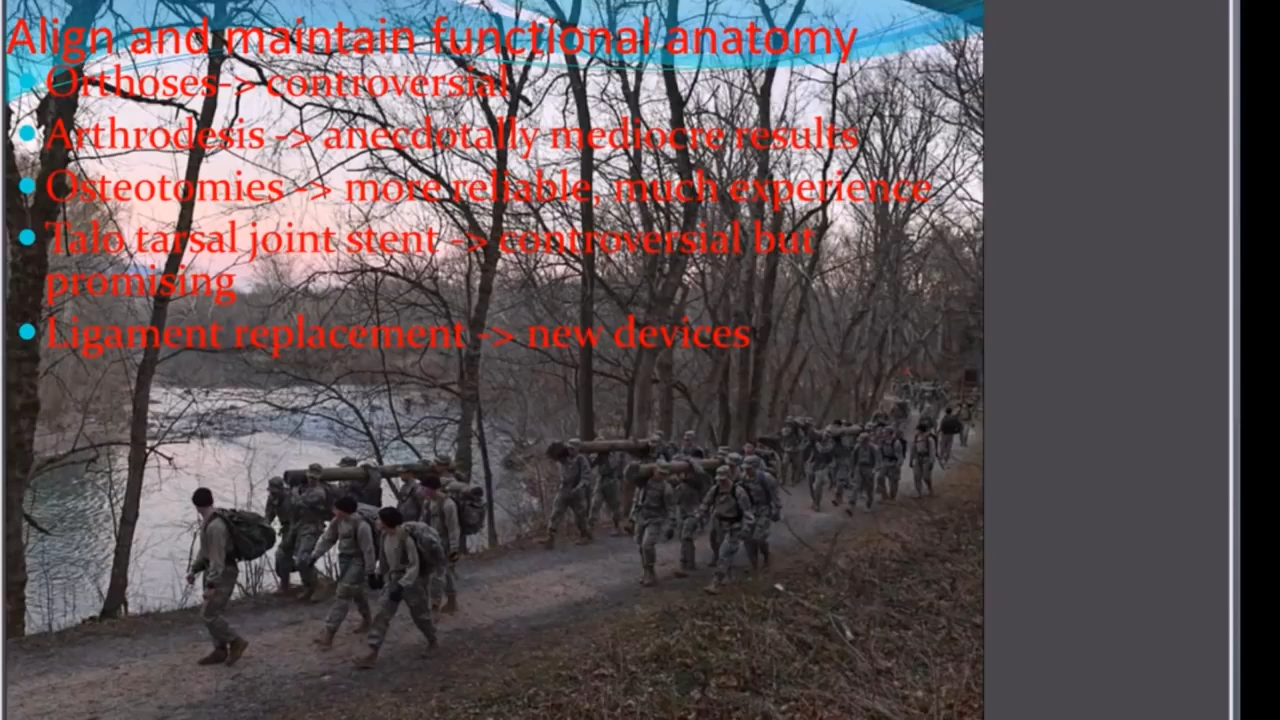 Align and maintain functional anatomy
Orthoses-> controversial
Arthrodesis -> anecdotally mediocre results
Osteotomies -> more reliable, much experience
Talo tarsal joint stent -> controversial but
promising
Ligament replacement -> new devices